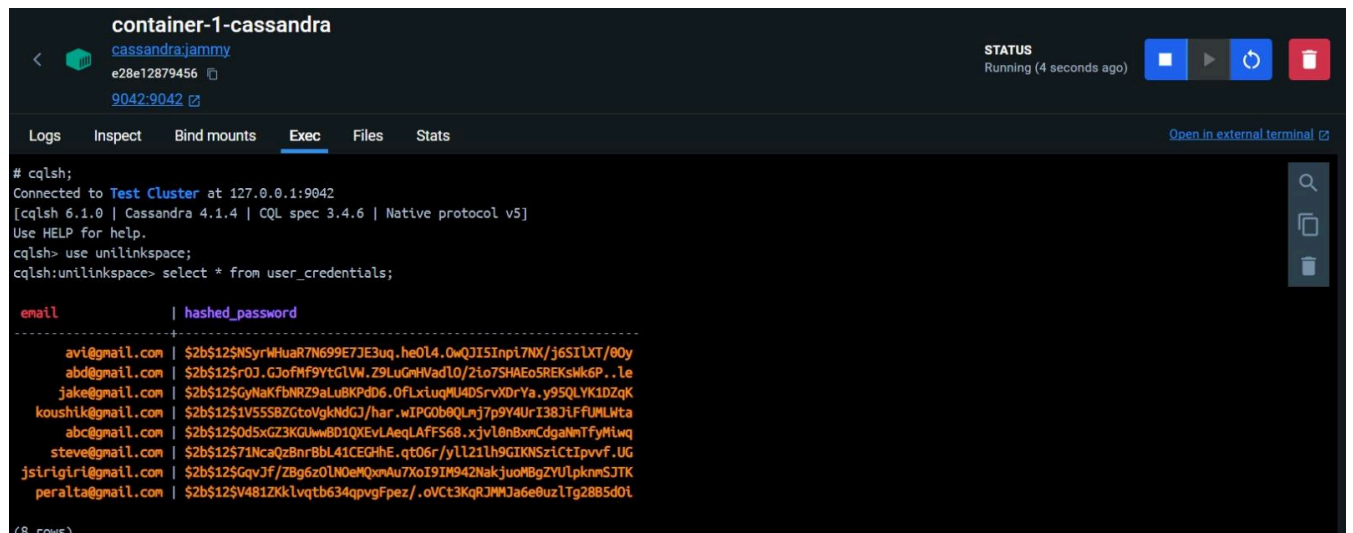 container-1-cassandra
cassandra:jammy
e28e12879456
9042:9042
STATUS
Running (4 seconds ago)
Logs Inspect Bind mounts Exec Files Stats
Open in external terminal
# cqlsh;
Connected to Test Cluster at 127.0.0.1:9042
[cqlsh 6.1.0 | Cassandra 4.1.4 | CQL spec 3.4.6 | Native protocol v5]
Use HELP for help.
cqlsh> use unilinkspace;
cqlsh:unilinkspace> select * from user_credentials;
email | hashed_password
----------------------+------------------------------------------------------------
avi@gmail.com | $2b$12$NSyrWHuaR7N699E7JE3uq.heOl4.OwQJI5Inpi7NX/j6SIlXT/0Oy
abd@gmail.com | $2b$12$rOJ.GJofMf9YtGlVW.Z9LuGmHVadlO/2io7SHAEo5REKsWk6P..le
jake@gmail.com | $2b$12$GyNaKfbNRZ9aLuBKPdD6.OfLxiuqMU4DSrvXDrYa.y95QLYK1DZqK
koushik@gmail.com | $2b$12$1V55SBZGtoVgkNdGJ/har.wIPGOb0QLmj7p9Y4UrI38JiFfUMLWta
abc@gmail.com | $2b$12$Od5xGZ3KGUwwBD1QXEvLAeqLAfFS68.xjvl0nBxmCdgaNmTfyMiwq
steve@gmail.com | $2b$12$71NcaQzBnrBbL41CEGHhE.qtO6r/yll21lh9GIKNSziCtIpvvf.UG
jsirigiri@gmail.com | $2b$12$GqvJf/ZBg6zOlNOeMQxmAu7XoI9IM942NakjuoMBgZYUlpknmSJTK
peralta@gmail.com | $2b$12$V481ZKklvqtb634qpvgFpez/.oVCt3KqRJMMJa6e0uzlTg28B5dOi
(8 rows)